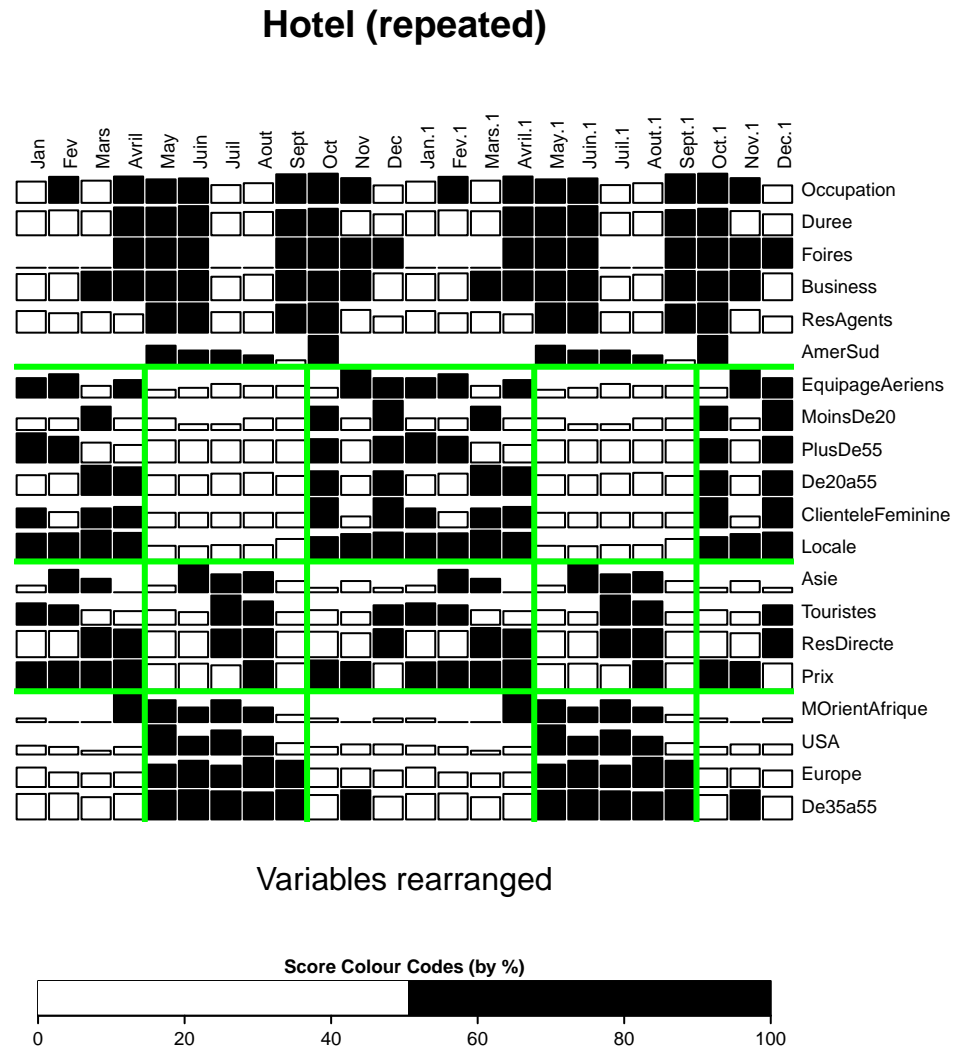 Hotel (repeated)
Jan Fev Mars Avril May Juin Juil Aout Sept Oct Nov Dec Jan.1 Fev.1 Mars.1 Avril.1 May.1 Juin.1 Juil.1 Aout.1 Sept.1 Oct.1 Nov.1 Dec.1
Occupation
Duree
Foires
Business
ResAgents
AmerSud
EquipageAeriens
MoinsDe20
PlusDe55
De20a55
ClienteleFeminine
Locale
Asie
Touristes
ResDirecte
Prix
MOrientAfrique
USA
Europe
De35a55
Variables rearranged
Score Colour Codes (by %)
0 20 40 60 80 100